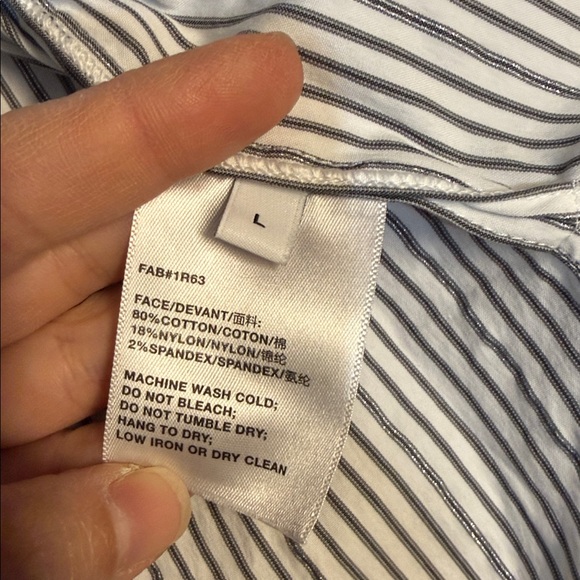 L
FAB#1R63
FACE/DEVANT/面料:
80%COTTON/COTON/棉
18%NYLON/NYLON/锦纶
2%SPANDEX/SPANDEX/氨纶
MACHINE WASH COLD;
DO NOT BLEACH;
DO NOT TUMBLE DRY;
HANG TO DRY;
LOW IRON OR DRY CLEAN